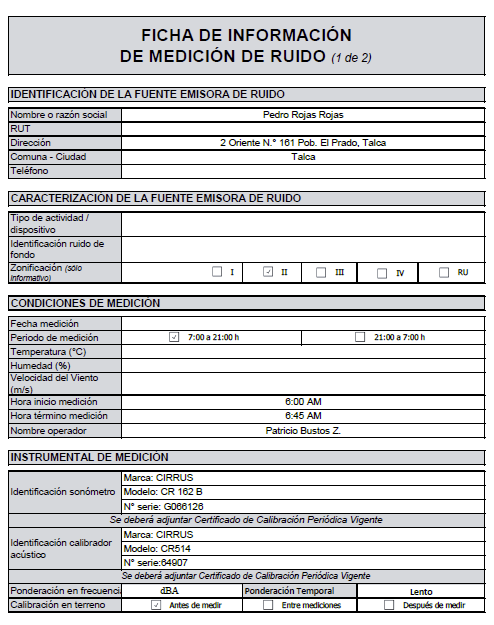 FICHA DE INFORMACIÓN
DE MEDICIÓN DE RUIDO (1 de 2)
IDENTIFICACIÓN DE LA FUENTE EMISORA DE RUIDO
Nombre o razón social Pedro Rojas Rojas
RUT
Dirección 2 Oriente N.° 161 Pob. El Prado, Talca
Comuna - Ciudad Talca
Teléfono
CARACTERIZACIÓN DE LA FUENTE EMISORA DE RUIDO
Tipo de actividad /
dispositivo
Identificación ruido de
fondo
Zonificación (sólo
informativo)
I II III IV RU
CONDICIONES DE MEDICIÓN
Fecha medición
Periodo de medición 7:00 a 21:00 h 21:00 a 7:00 h
Temperatura (°C)
Humedad (%)
Velocidad del Viento
(m/s)
Hora inicio medición 6:00 AM
Hora término medición 6:45 AM
Nombre operador Patricio Bustos Z.
INSTRUMENTAL DE MEDICIÓN
Identificación sonómetro
Marca: CIRRUS
Modelo: CR 162 B
N° serie: G066126
Se deberá adjuntar Certificado de Calibración Periódica Vigente
Identificación calibrador
acústico
Marca: CIRRUS
Modelo: CR514
N° serie:64907
Se deberá adjuntar Certificado de Calibración Periódica Vigente
Ponderación en frecuencia dBA Ponderación Temporal Lento
Calibración en terreno Antes de medir Entre mediciones Después de medir